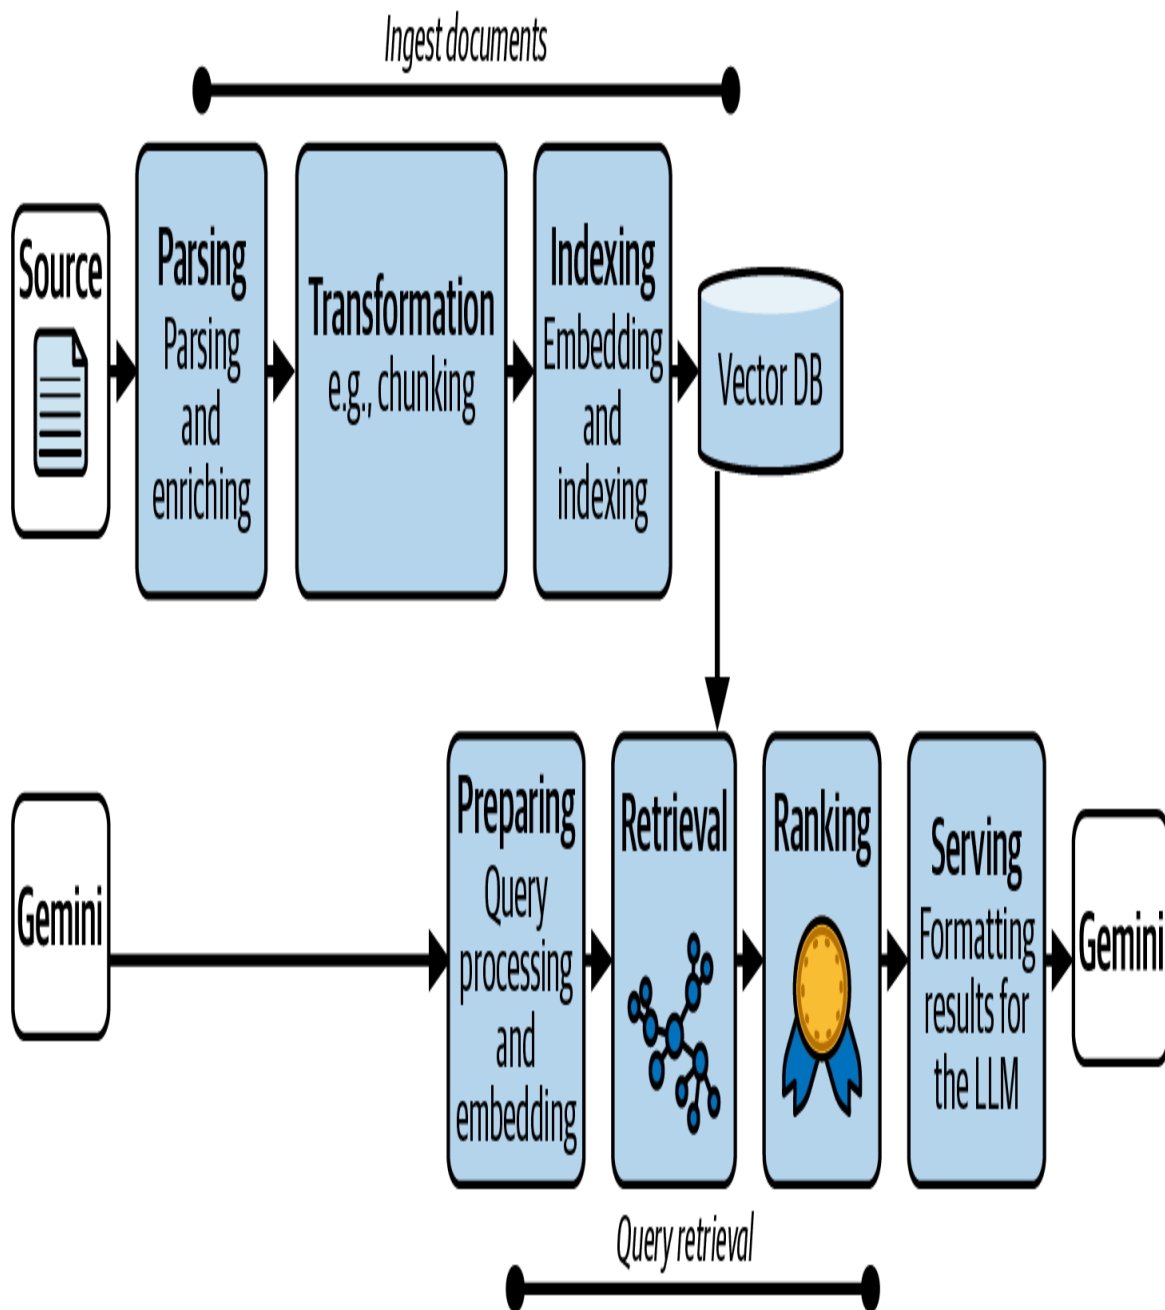 Ingest documents
Source
Parsing
Parsing
and
enriching
Transformation
e.g., chunking
Indexing
Embedding
and
indexing
Vector DB
Gemini
Preparing
Query
processing
and
embedding
Retrieval
Ranking
Serving
Formatting
results for
the LLM
Gemini
Query retrieval